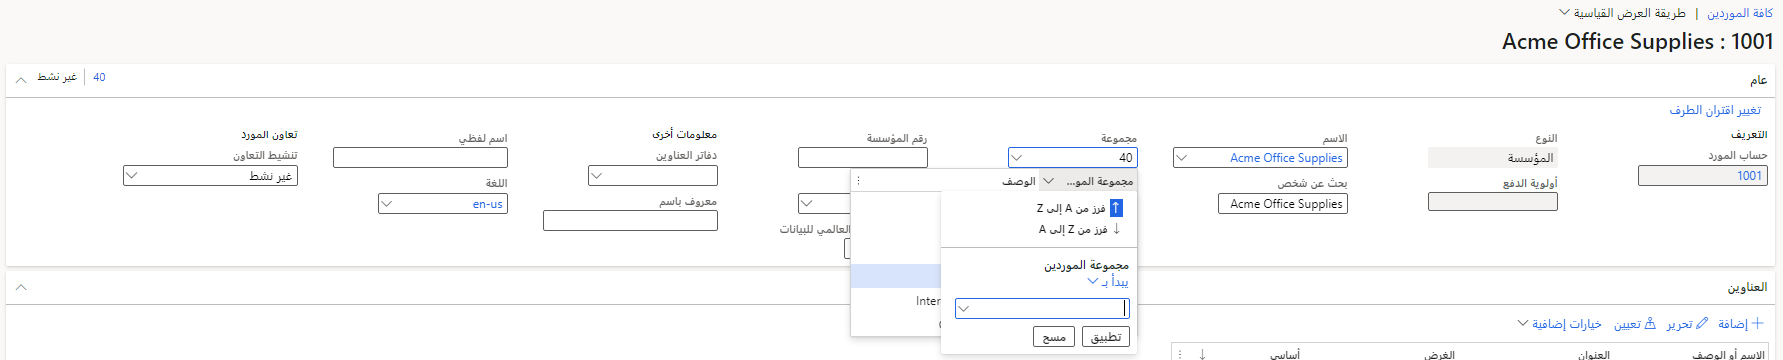 كافة الموردين | طريقة العرض القياسية
Acme Office Supplies : 1001
عام
40 | غير نشط
تغيير اقتران الطرف
التعريف
حساب المورد
1001
النوع
المؤسسة
أولوية الدفع
الاسم
Acme Office Supplies
بحث عن شخص
Acme Office Supplies
مجموعة
40
رقم المؤسسة
معلومات أخرى
دفاتر العناوين
معروف باسم
اسم لفظي
اللغة
en-us
تعاون المورد
تنشيط التعاون
غير نشط
العالمي للبيانات
مجموعة المو... الوصف
فرز من A إلى Z
فرز من Z إلى A
مجموعة الموردين
يبدأ بـ
تطبيق مسح
Inter
العناوين
إضافة تحرير تعيين خيارات إضافية
الاسم أو الوصف العنوان الغرض أساسي